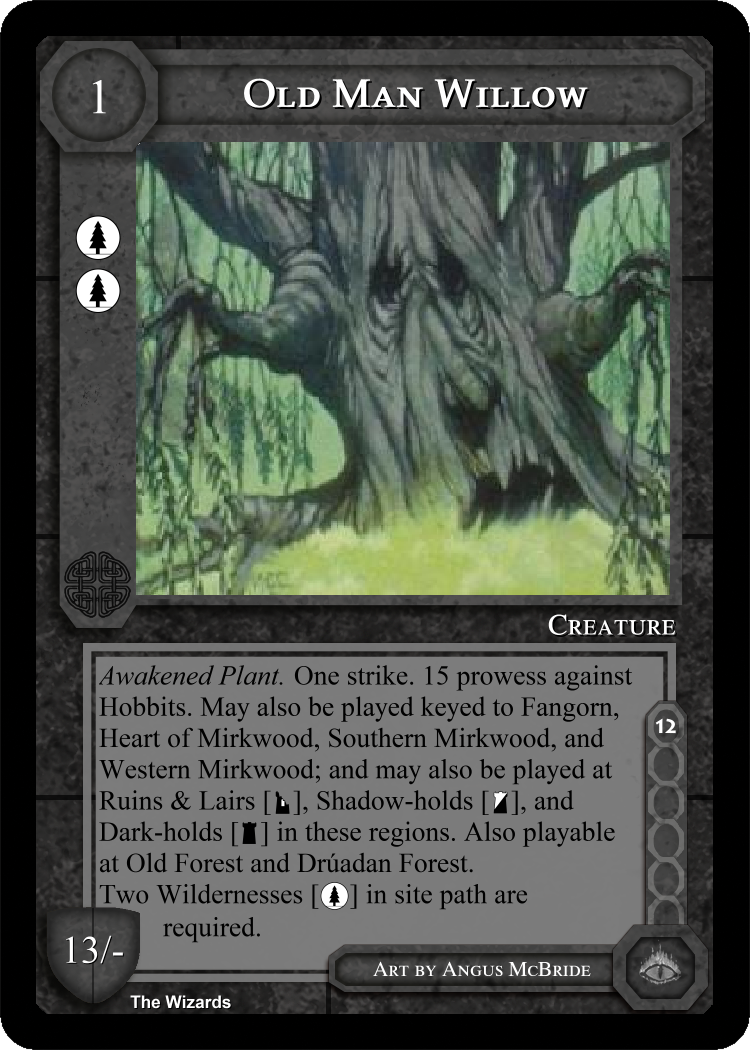 1
Old Man Willow
Creature
Awakened Plant. One strike. 15 prowess against
Hobbits. May also be played keyed to Fangorn,
Heart of Mirkwood, Southern Mirkwood, and
Western Mirkwood; and may also be played at
Ruins & Lairs [], Shadow-holds [], and
Dark-holds [] in these regions. Also playable
at Old Forest and Drúadan Forest.
Two Wildernesses [] in site path are
required.
12
13/-
Art by Angus McBride
The Wizards